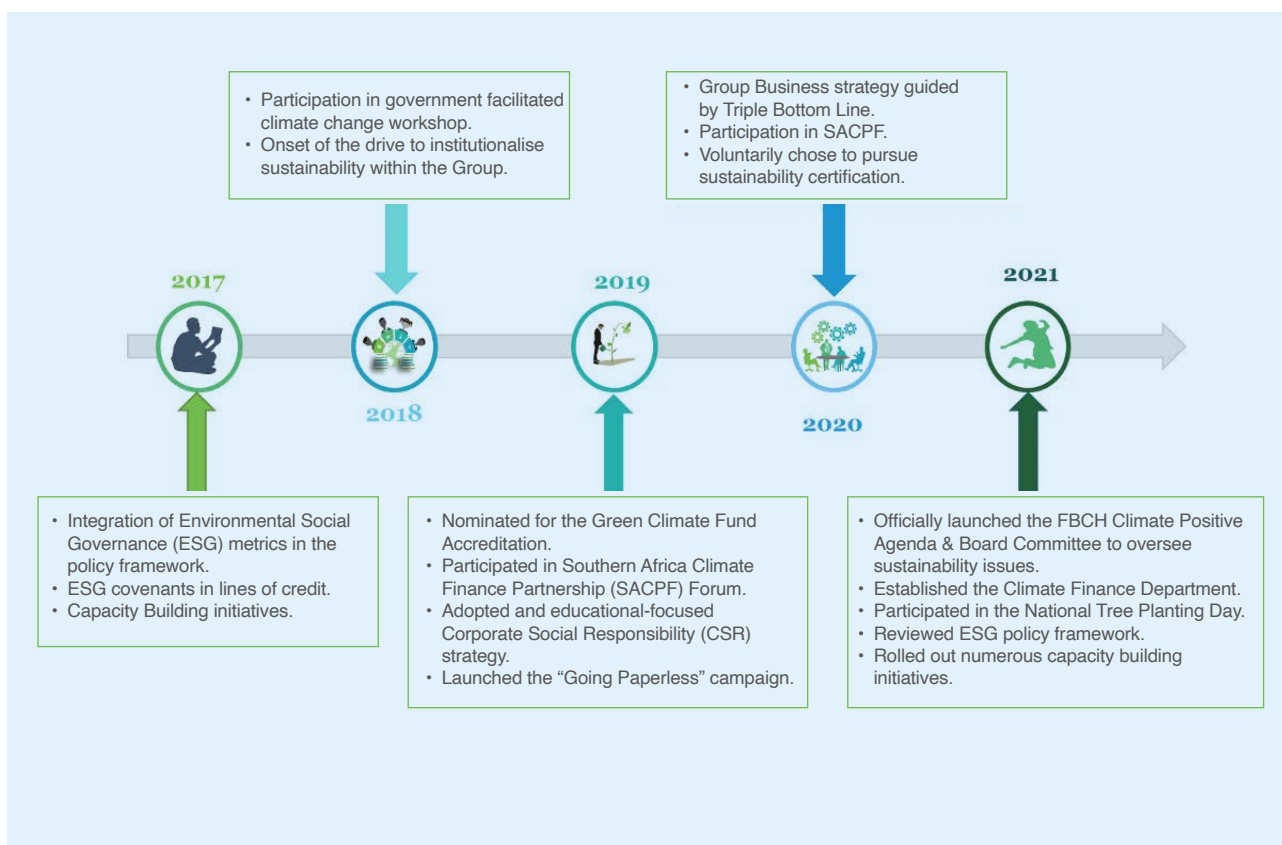 • Participation in government facilitated
climate change workshop.
• Onset of the drive to institutionalise
sustainability within the Group.
• Group Business strategy guided
by Triple Bottom Line.
• Participation in SACPF.
• Voluntarily chose to pursue
sustainability certification.
2017
2018
2019
2020
2021
• Integration of Environmental Social
Governance (ESG) metrics in the
policy framework.
• ESG covenants in lines of credit.
• Capacity Building initiatives.
• Nominated for the Green Climate Fund
Accreditation.
• Participated in Southern Africa Climate
Finance Partnership (SACPF) Forum.
• Adopted and educational-focused
Corporate Social Responsibility (CSR)
strategy.
• Launched the “Going Paperless” campaign.
• Officially launched the FBCH Climate Positive
Agenda & Board Committee to oversee
sustainability issues.
• Established the Climate Finance Department.
• Participated in the National Tree Planting Day.
• Reviewed ESG policy framework.
• Rolled out numerous capacity building
initiatives.